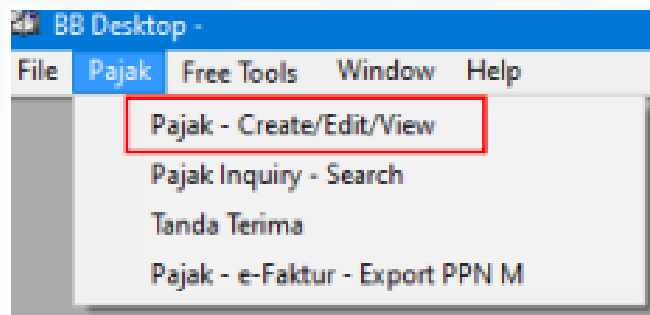 BB Desktop -
File Pajak Free Tools Window Help
Pajak - Create/Edit/View
Pajak Inquiry - Search
Tanda Terima
Pajak - e-Faktur - Export PPN M